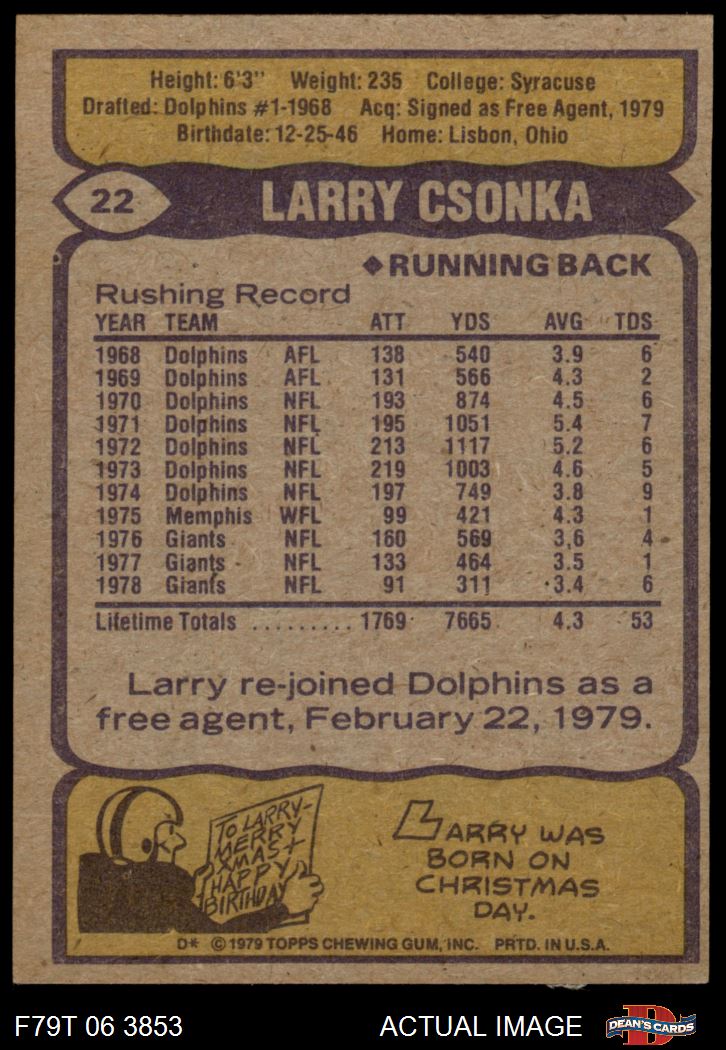 Height: 6'3" Weight: 235 College: Syracuse
Drafted: Dolphins #1-1968 Acq: Signed as Free Agent, 1979
Birthdate: 12-25-46 Home: Lisbon, Ohio
22 LARRY CSONKA
◆RUNNING BACK
Rushing Record
YEAR TEAM ATT YDS AVG TDS
1968 Dolphins AFL 138 540 3.9 6
1969 Dolphins AFL 131 566 4.3 2
1970 Dolphins NFL 193 874 4.5 6
1971 Dolphins NFL 195 1051 5.4 7
1972 Dolphins NFL 213 1117 5.2 6
1973 Dolphins NFL 219 1003 4.6 5
1974 Dolphins NFL 197 749 3.8 9
1975 Memphis WFL 99 421 4.3 1
1976 Giants NFL 160 569 3,6 4
1977 Giants NFL 133 464 3.5 1
1978 Giants NFL 91 311 3.4 6
Lifetime Totals ......... 1769 7665 4.3 53
Larry re-joined Dolphins as a
free agent, February 22, 1979.
TO LARRY-
MERRY
XMAS +
HAPPY
BIRTHDAY
LARRY WAS
BORN ON
CHRISTMAS
DAY.
D* © 1979 TOPPS CHEWING GUM, INC. PRTD. IN U.S.A.
F79T 06 3853 ACTUAL IMAGE DEAN'S CARDS